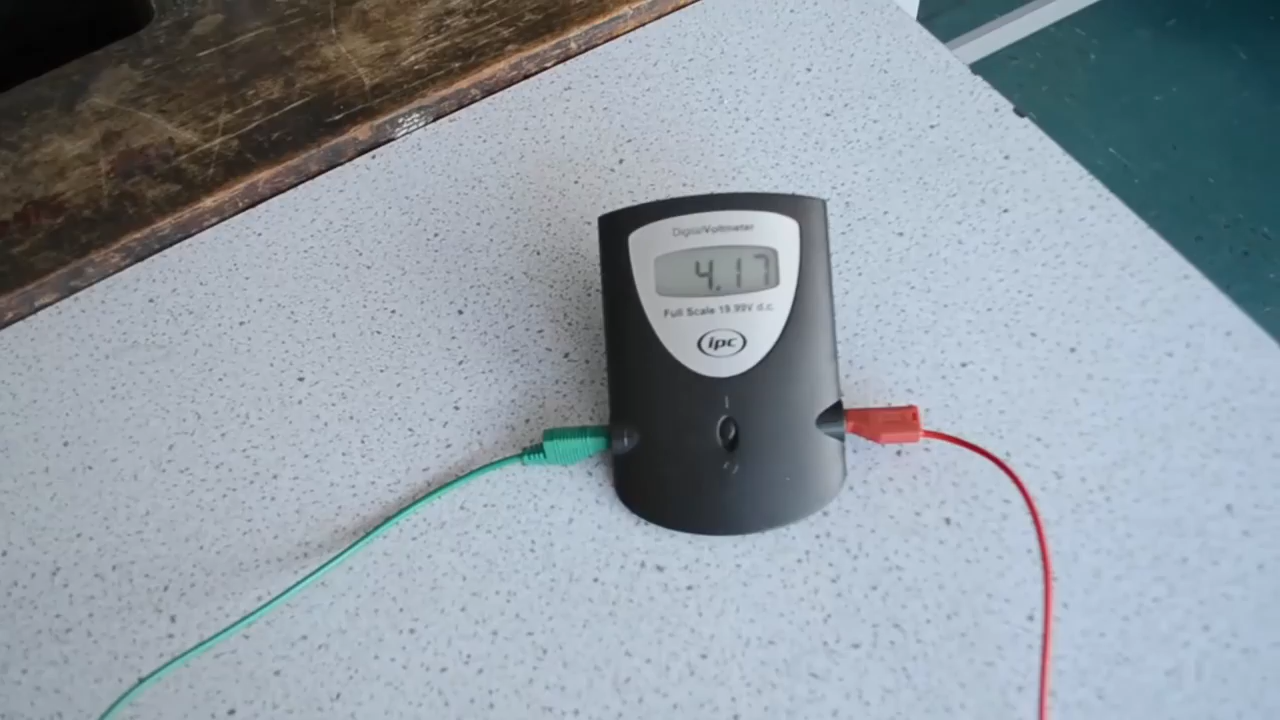 Digital Voltmeter
4.17
Full Scale 19.99V d.c.
ipc
I
O